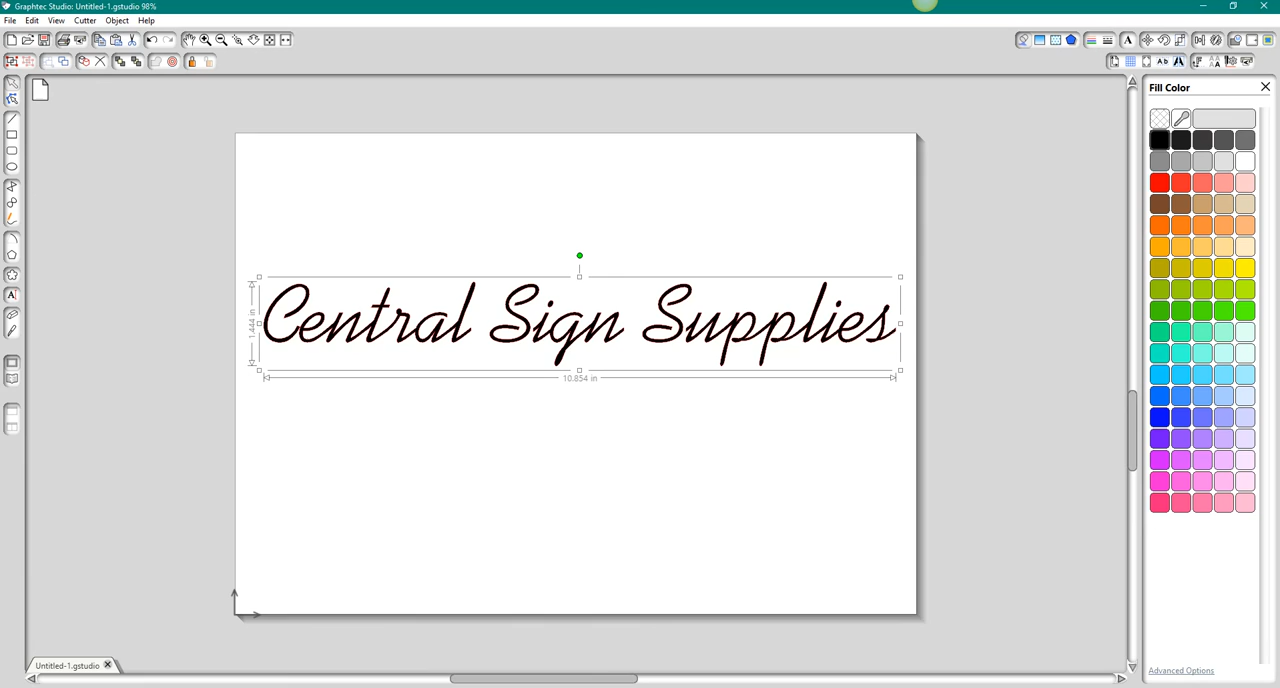 Graphtec Studio: Untitled-1.gstudio 98%
File Edit View Cutter Object Help
Fill Color
Central Sign Supplies
1.444 in
10.854 in
Untitled-1.gstudio
Advanced Options